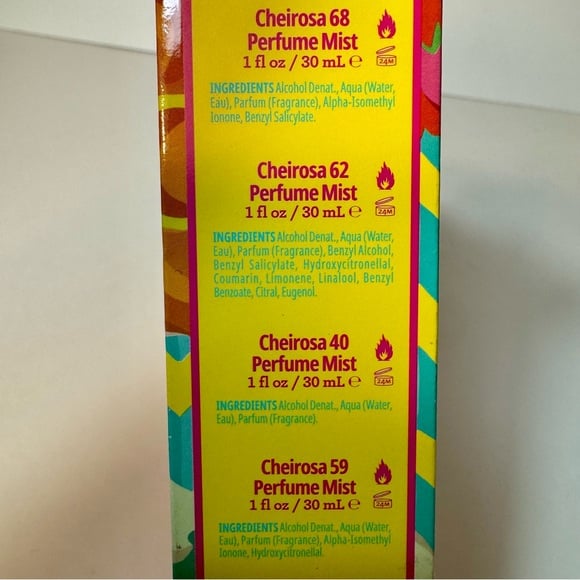 Cheirosa 68
Perfume Mist
1 fl oz / 30 mL ℮
24M
INGREDIENTS Alcohol Denat., Aqua (Water,
Eau), Parfum (Fragrance), Alpha-Isomethyl
Ionone, Benzyl Salicylate.
Cheirosa 62
Perfume Mist
1 fl oz / 30 mL ℮
24M
INGREDIENTS Alcohol Denat., Aqua (Water,
Eau), Parfum (Fragrance), Benzyl Alcohol,
Benzyl Salicylate, Hydroxycitronellal,
Coumarin, Limonene, Linalool, Benzyl
Benzoate, Citral, Eugenol.
Cheirosa 40
Perfume Mist
1 fl oz / 30 mL ℮
24M
INGREDIENTS Alcohol Denat., Aqua (Water,
Eau), Parfum (Fragrance).
Cheirosa 59
Perfume Mist
1 fl oz / 30 mL ℮
24M
INGREDIENTS Alcohol Denat., Aqua (Water,
Eau), Parfum (Fragrance), Alpha-Isomethyl
Ionone, Hydroxycitronellal.